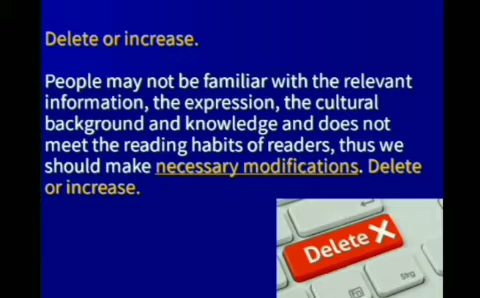 Delete or increase.
People may not be familiar with the relevant
information, the expression, the cultural
background and knowledge and does not
meet the reading habits of readers, thus we
should make necessary modifications. Delete
or increase.
Delete X
Fn